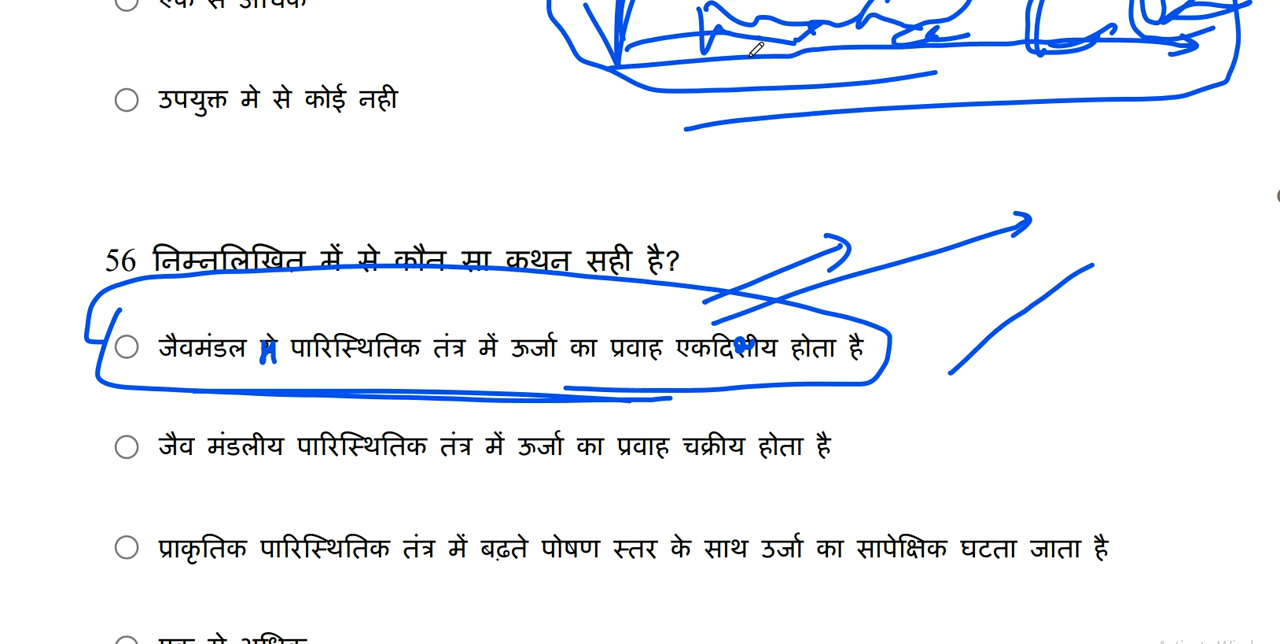 उपयुक्त मे से कोई नही
56 निम्नलिखित में से कौन सा कथन सही है?
जैवमंडल पारिस्थितिक तंत्र में ऊर्जा का प्रवाह एकदिशीय होता है
जैव मंडलीय पारिस्थितिक तंत्र में ऊर्जा का प्रवाह चक्रीय होता है
प्राकृतिक पारिस्थितिक तंत्र में बढ़ते पोषण स्तर के साथ उर्जा का सापेक्षिक घटता जाता है